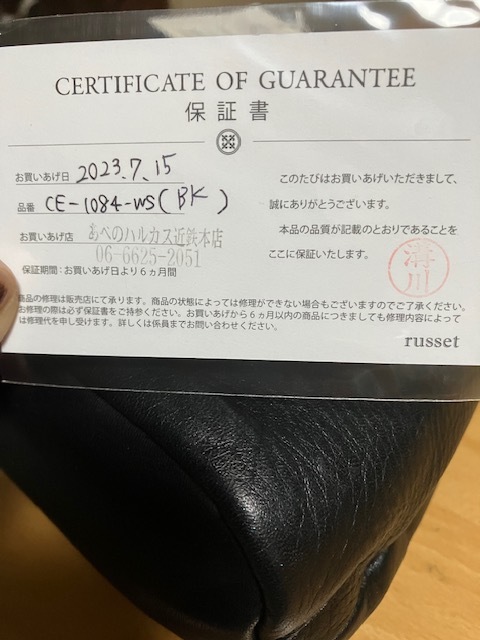 CERTIFICATE OF GUARANTEE
保証書
お買いあげ日 2023.7.15
品番 CE-1084-WS(BK)
お買いあげ店 あべのハルカス近鉄本店
06-6625-2051
保証期間:お買いあげ日より6ヵ月間
このたびはお買いあげいただきまして、
誠にありがとうございます。
本品の品質が記載のとおりであることを
ここに保証いたします。
溝川
商品の修理は販売店にて承ります。商品の状態によっては修理ができない場合もございますのでご了承ください。
お修理の際は必ず保証書をご持参ください。お買いあげから6ヵ月以内の商品につきましても修理内容によって
は修理代を申し受けます。詳しくは係員までお問い合わせください。
russet